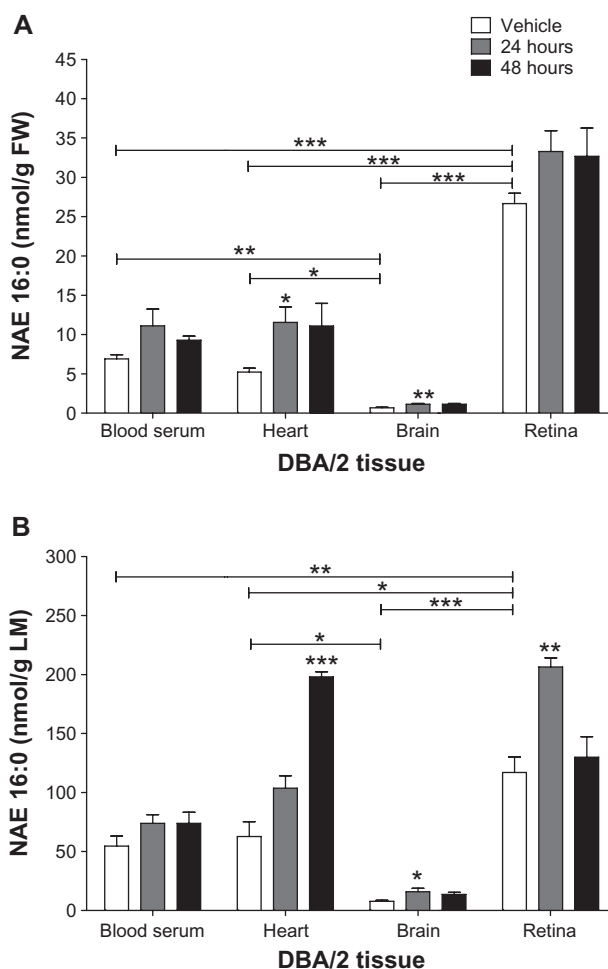 A
Vehicle
24 hours
48 hours
NAE 16:0 (nmol/g FW)
45
40
35
30
25
20
15
10
5
0
***
***
***
**
*
*
**
Blood serum Heart Brain Retina
DBA/2 tissue
B
NAE 16:0 (nmol/g LM)
300
250
200
150
100
50
0
**
*
***
*
***
**
*
Blood serum Heart Brain Retina
DBA/2 tissue